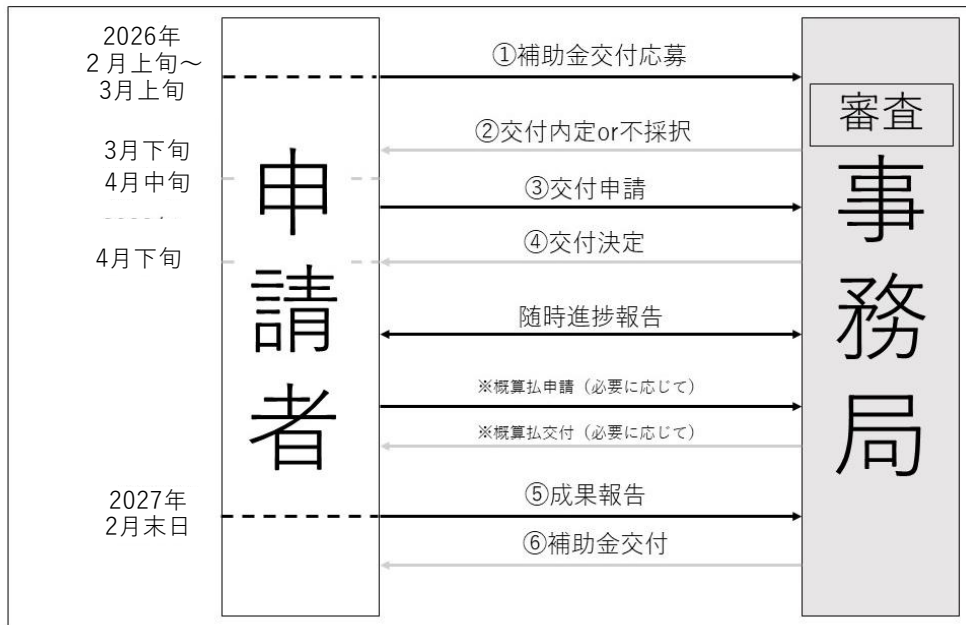 2026年
2月上旬～
3月上旬
①補助金交付応募
審査
②交付内定or不採択
3月下旬
4月中旬
③交付申請
④交付決定
4月下旬
随時進捗報告
※概算払申請（必要に応じて）
※概算払交付（必要に応じて）
⑤成果報告
2027年
2月末日
⑥補助金交付
申請者
事務局